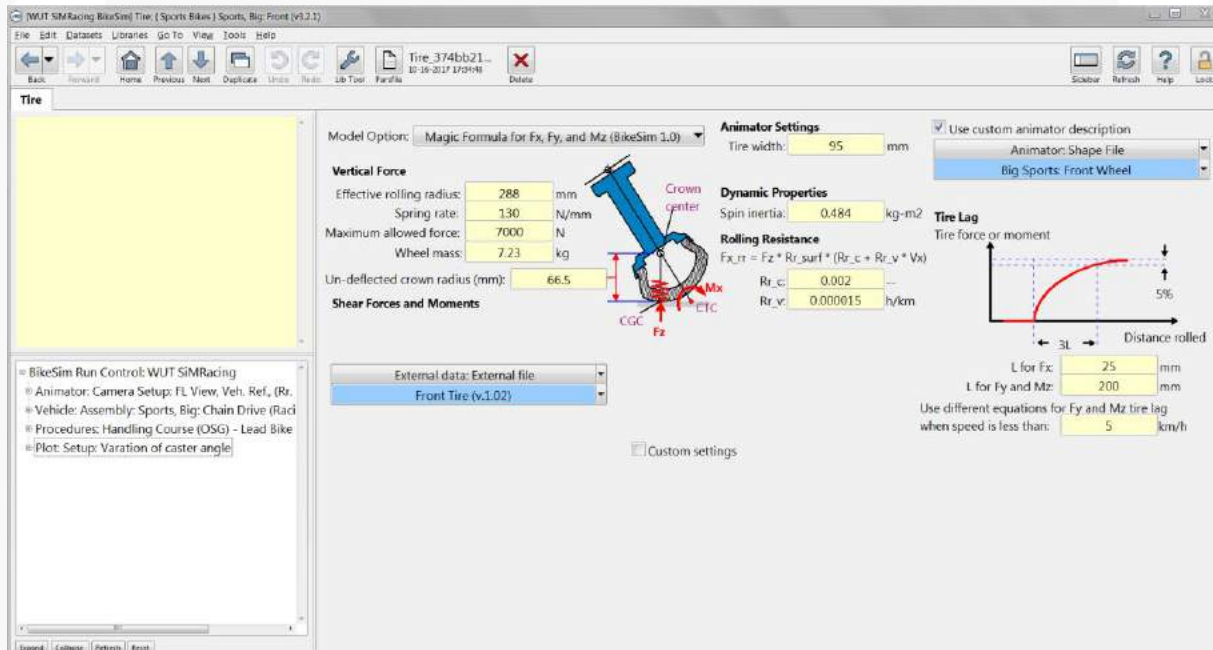 [WUT SiMRacing BikeSim] Tire; { Sports Bikes } Sports, Big: Front (v3.2.1)
File Edit Datasets Libraries Go To View Tools Help
Back Forward Home Previous Next Duplicate Undo Redo Lib Tool Parsfile Tire_374bb21... 10-16-2017 17:04:48 Delete Sidebar Refresh Help Lock
Tire
Model Option: Magic Formula for Fx, Fy, and Mz (BikeSim 1.0)
Vertical Force
Effective rolling radius: 288 mm
Spring rate: 130 N/mm
Maximum allowed force: 7000 N
Wheel mass: 7.23 kg
Un-deflected crown radius (mm): 66.5
Shear Forces and Moments
Crown
center
Mx
CTC
CGC
Fz
External data: External file
Front Tire (v.1.02)
Custom settings
Animator Settings
Tire width: 95 mm
Dynamic Properties
Spin inertia: 0.484 kg-m2
Rolling Resistance
Fx_rr = Fz * Rr_surf * (Rr_c + Rr_v * Vx)
Rr_c: 0.002 --
Rr_v: 0.000015 h/km
Use custom animator description
Animator: Shape File
Big Sports: Front Wheel
Tire Lag
Tire force or moment
5%
3L
Distance rolled
L for Fx: 25 mm
L for Fy and Mz: 200 mm
Use different equations for Fy and Mz tire lag
when speed is less than: 5 km/h
BikeSim Run Control: WUT SiMRacing
Animator: Camera Setup: FL View, Veh. Ref., (Rr.
Vehicle: Assembly: Sports, Big: Chain Drive (Raci
Procedures: Handling Course (OSG) - Lead Bike
Plot: Setup: Varation of caster angle
Expand Collapse Refresh Reset